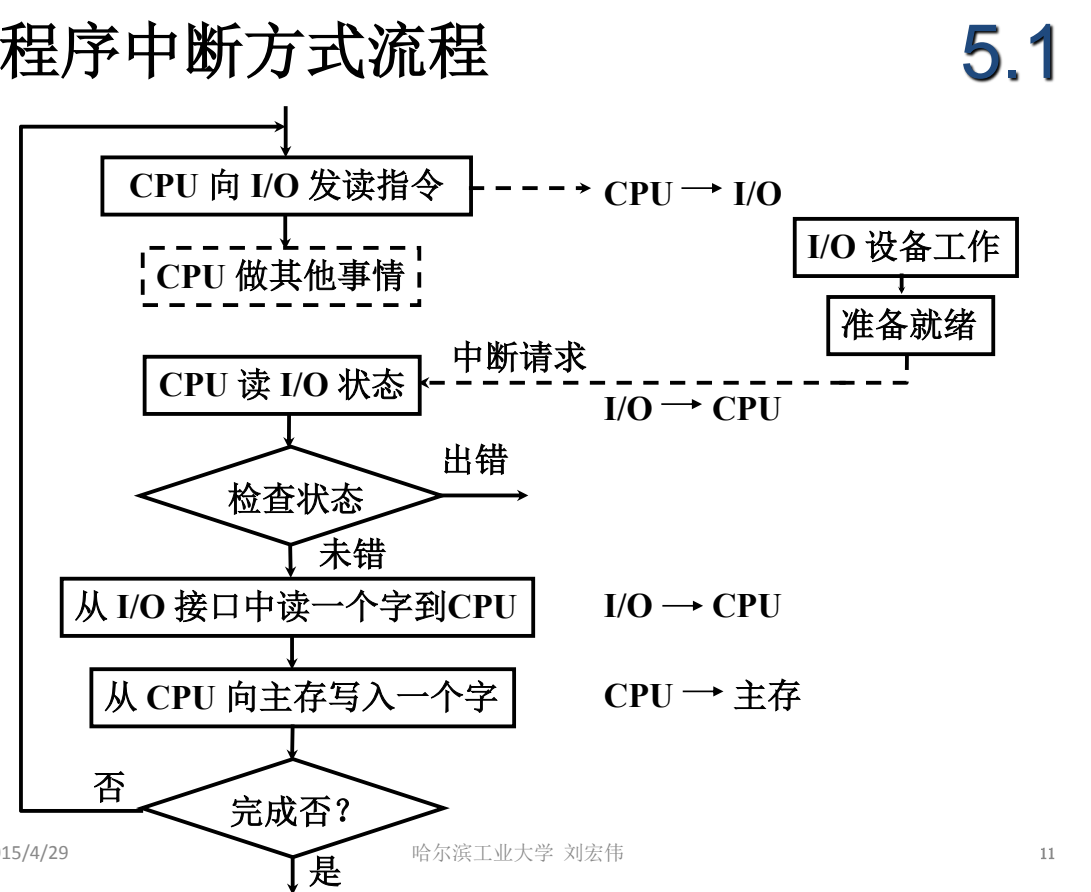 程序中断方式流程
5.1
CPU 向 I/O 发读指令
CPU → I/O
I/O 设备工作
CPU 做其他事情
准备就绪
中断请求
CPU 读 I/O 状态
I/O → CPU
出错
检查状态
未错
从 I/O 接口中读一个字到CPU
I/O → CPU
从 CPU 向主存写入一个字
CPU → 主存
否
完成否?
15/4/29
哈尔滨工业大学 刘宏伟
11
是